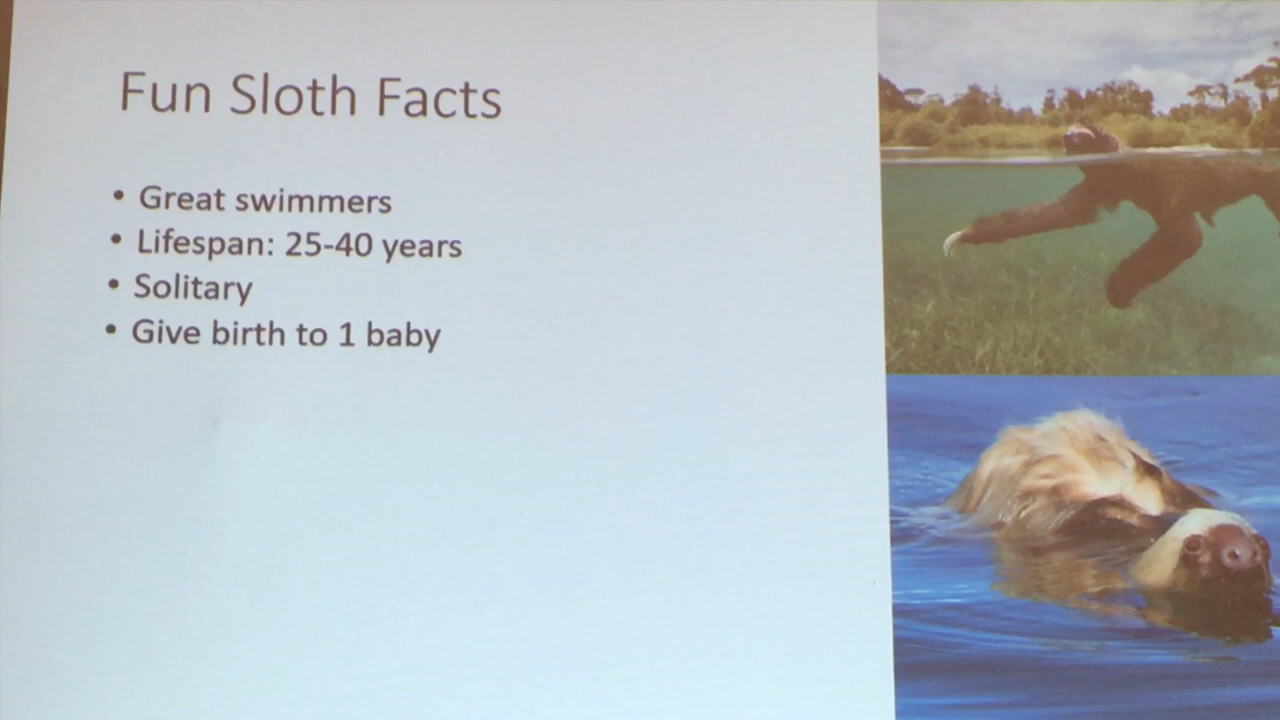 Fun Sloth Facts
• Great swimmers
• Lifespan: 25-40 years
• Solitary
• Give birth to 1 baby